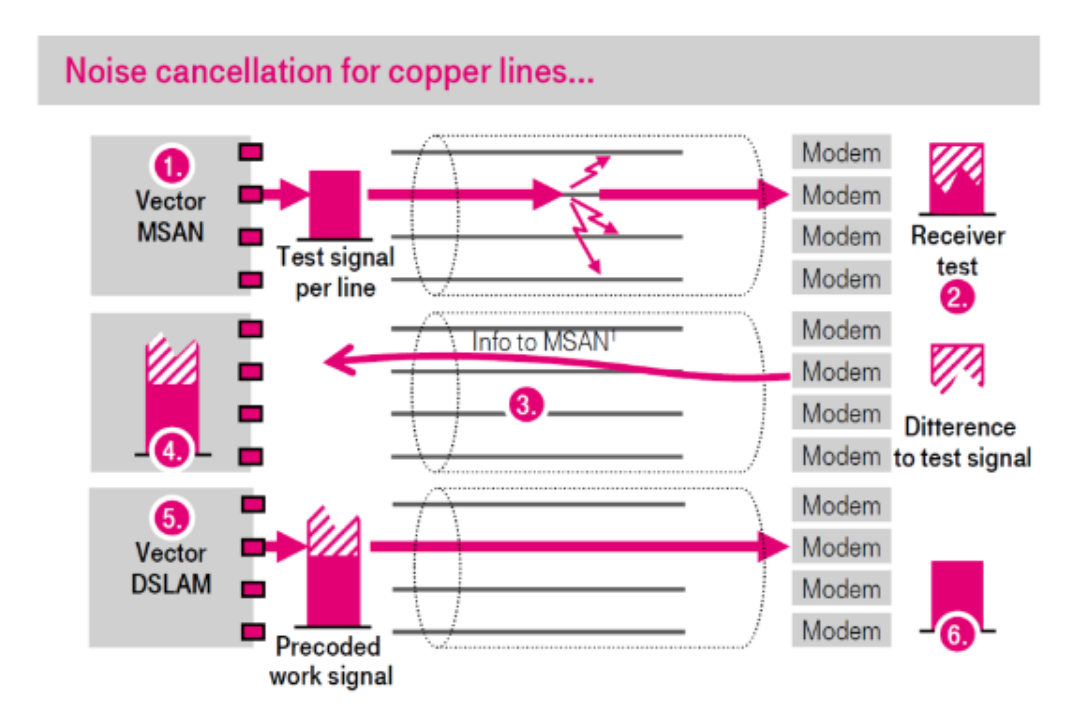 Noise cancellation for copper lines...
1.
Vector
MSAN
Test signal
per line
Modem
Modem
Modem
Modem
Receiver
test
2.
4.
Info to MSAN¹
3.
Modem
Modem
Modem
Modem
Ditterence
to test signal
5.
Vector
DSLAM
Precoded
work signal
Modem
Modem
Modem
Modem
6.